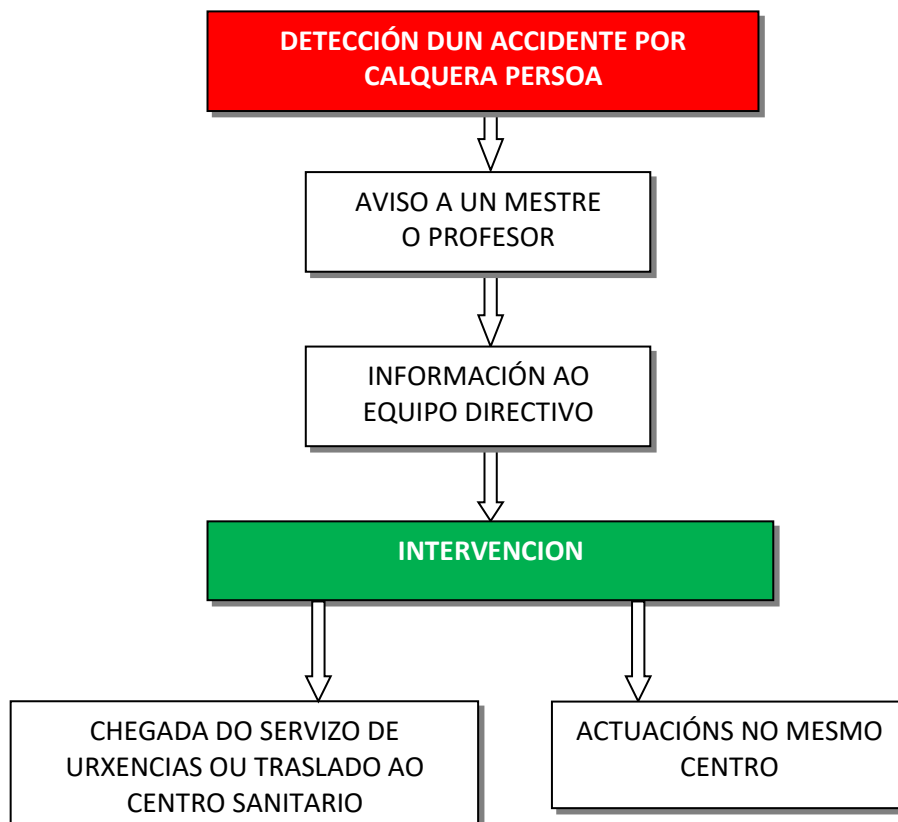 DETECCIÓN DUN ACCIDENTE POR
CALQUERA PERSOA
AVISO A UN MESTRE
O PROFESOR
INFORMACIÓN AO
EQUIPO DIRECTIVO
INTERVENCION
CHEGADA DO SERVIZO DE
URXENCIAS OU TRASLADO AO
CENTRO SANITARIO
ACTUACIÓNS NO MESMO
CENTRO